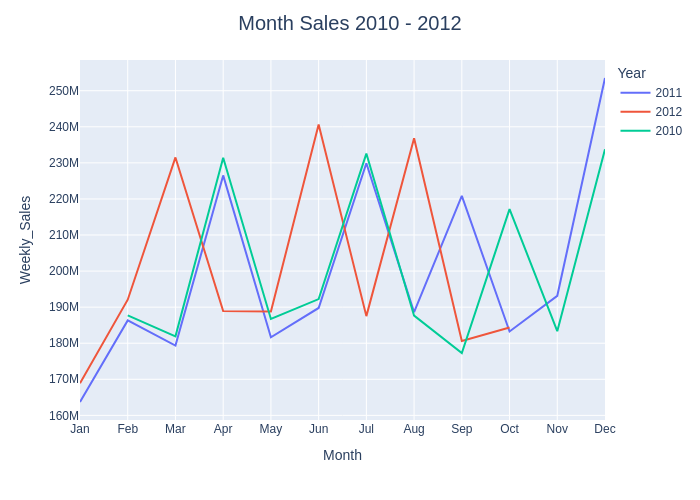 Month Sales 2010 - 2012
Year
2011
2012
2010
Weekly_Sales
250M
240M
230M
220M
210M
200M
190M
180M
170M
160M
Jan Feb Mar Apr May Jun Jul Aug Sep Oct Nov Dec
Month